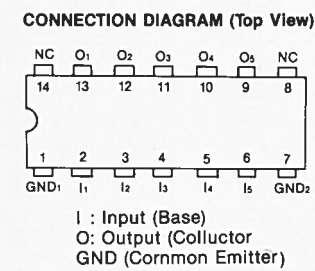 CONNECTION DIAGRAM (Top View)
NC O1 O2 O3 O4 O5 NC
14 13 12 11 10 9 8
1 2 3 4 5 6 7
GND1 I1 I2 I3 I4 I5 GND2
I : Input (Base)
O: Output (Colluctor
GND (Cornmon Emitter)